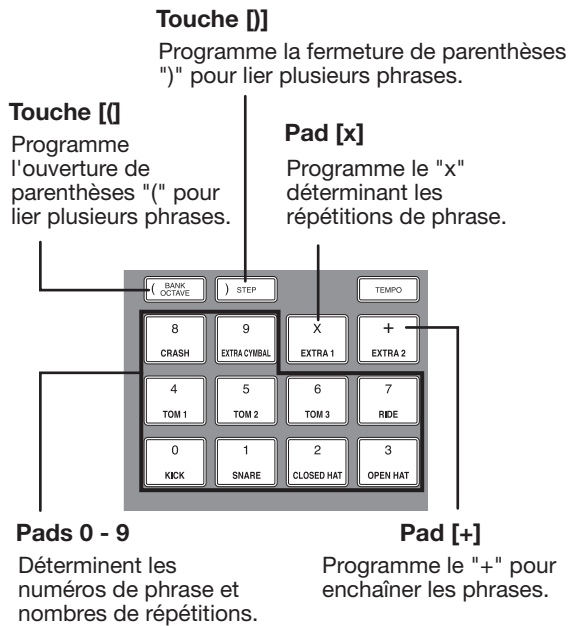 Touche [)]
Programme la fermeture de parenthèses
")" pour lier plusieurs phrases.
Touche [(]
Programme
l'ouverture de
parenthèses "(" pour
lier plusieurs phrases.
Pad [x]
Programme le "x"
déterminant les
répétitions de phrase.
( BANK
OCTAVE
) STEP
TEMPO
8
CRASH
9
EXTRA CYMBAL
X
EXTRA 1
+
EXTRA 2
4
TOM 1
5
TOM 2
6
TOM 3
7
RIDE
0
KICK
1
SNARE
2
CLOSED HAT
3
OPEN HAT
Pads 0 - 9
Déterminent les
numéros de phrase et
nombres de répétitions.
Pad [+]
Programme le "+" pour
enchaîner les phrases.